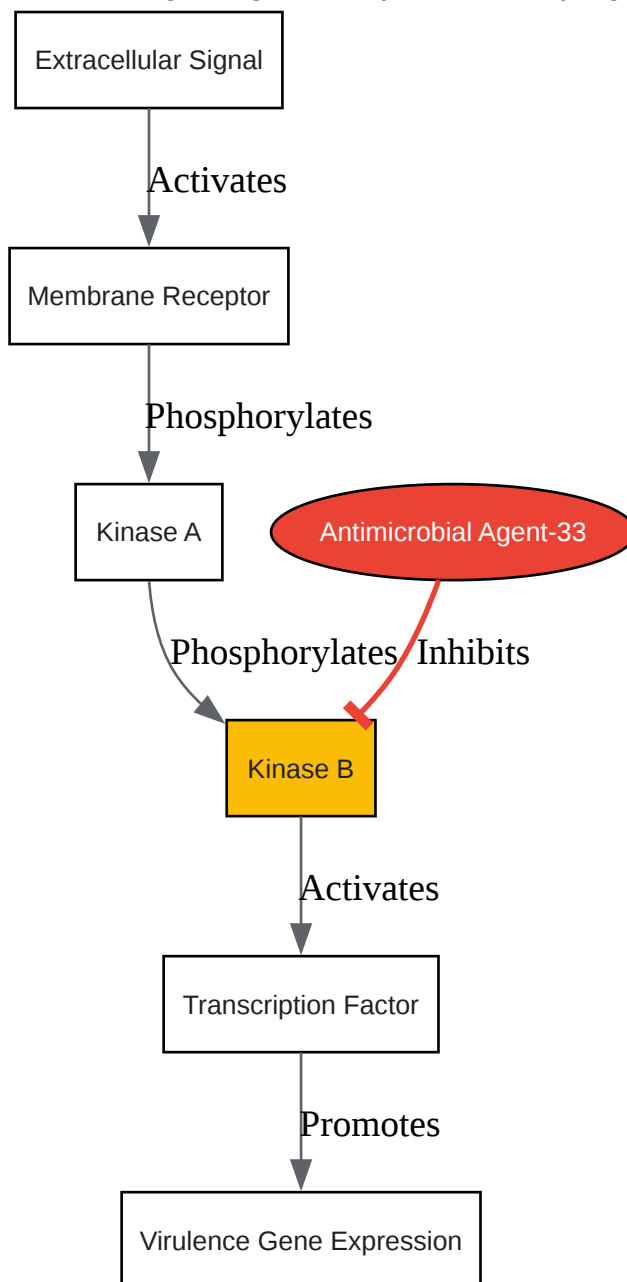 Extracellular Signal
Activates
Membrane Receptor
Phosphorylates
Kinase A
Antimicrobial Agent-33
Phosphorylates
Inhibits
Kinase B
Activates
Transcription Factor
Promotes
Virulence Gene Expression